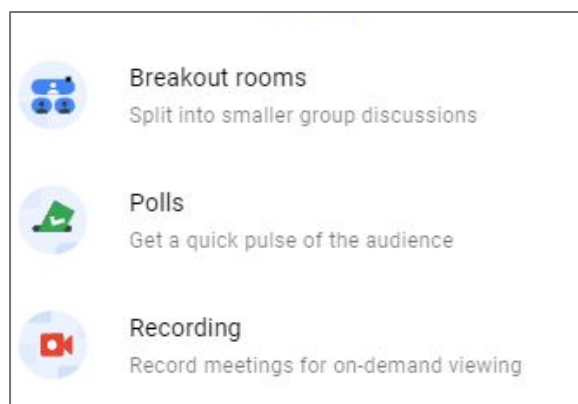 Breakout rooms
Split into smaller group discussions
Polls
Get a quick pulse of the audience
Recording
Record meetings for on-demand viewing